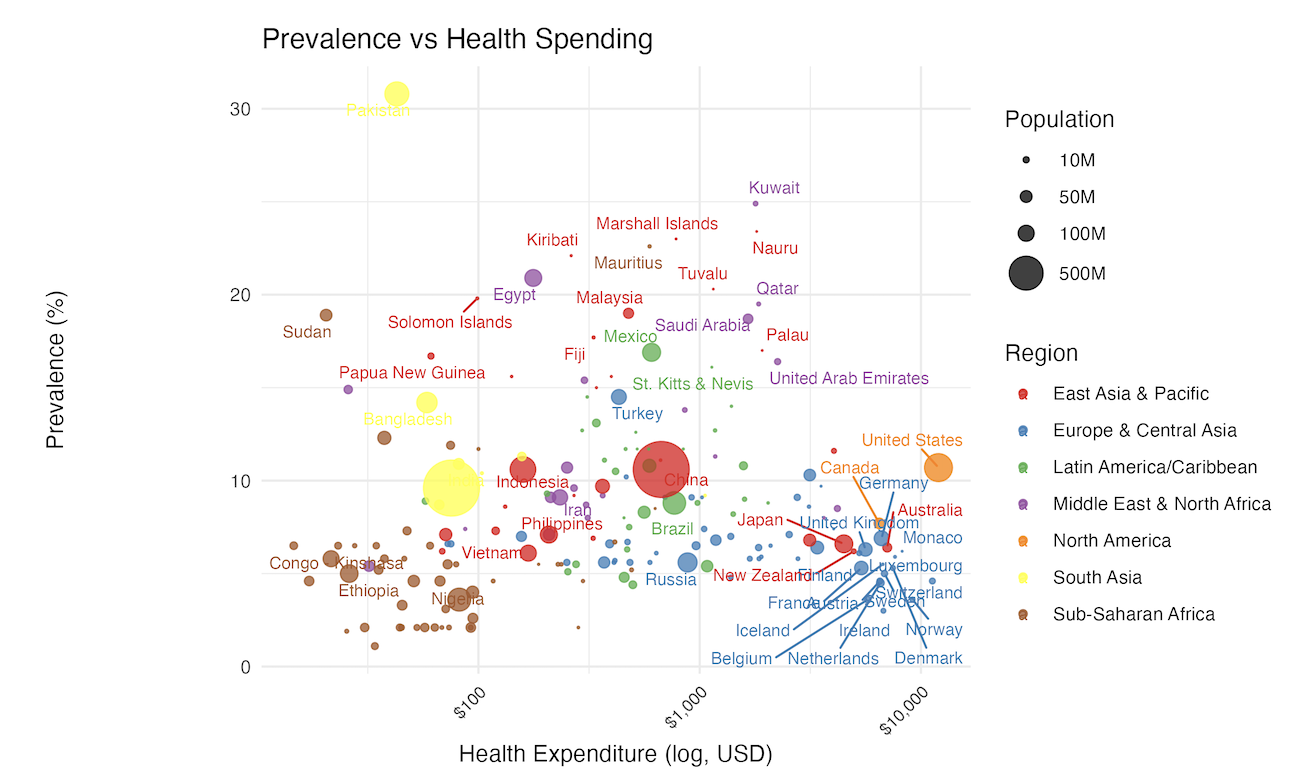 Prevalence vs Health Spending
Prevalence (%)
30
20
10
0
Pakistan
Kuwait
Marshall Islands
Kiribati
Nauru
Mauritius
Tuvalu
Egypt
Malaysia
Qatar
Solomon Islands
Sudan
Saudi Arabia
Mexico
Palau
Fiji
Papua New Guinea
United Arab Emirates
St. Kitts & Nevis
Bangladesh
Turkey
United States
Canada
Indonesia
China
Germany
Iran
Australia
Japan
United Kingdom
Philippines
Brazil
Monaco
Vietnam
Congo
Kinshasa
Luxembourg
New Zealand
Finland
Russia
Ethiopia
Switzerland
Nigeria
France
Austria
Sweden
Iceland
Ireland
Norway
Belgium
Netherlands
Denmark
$100
$1,000
$10,000
Health Expenditure (log, USD)
Population
10M
50M
100M
500M
Region
East Asia & Pacific
Europe & Central Asia
Latin America/Caribbean
Middle East & North Africa
North America
South Asia
Sub-Saharan Africa